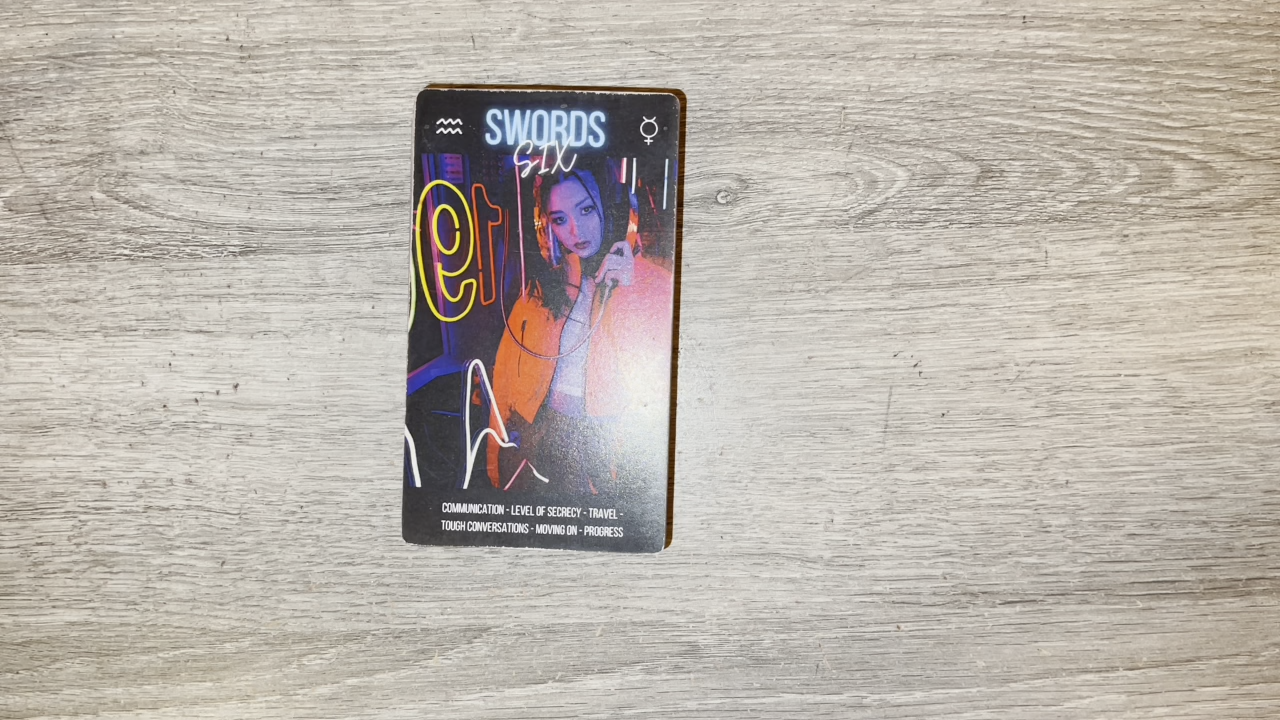 SWORDS
SIX
COMMUNICATION - LEVEL OF SECRECY - TRAVEL -
TOUGH CONVERSATIONS - MOVING ON - PROGRESS